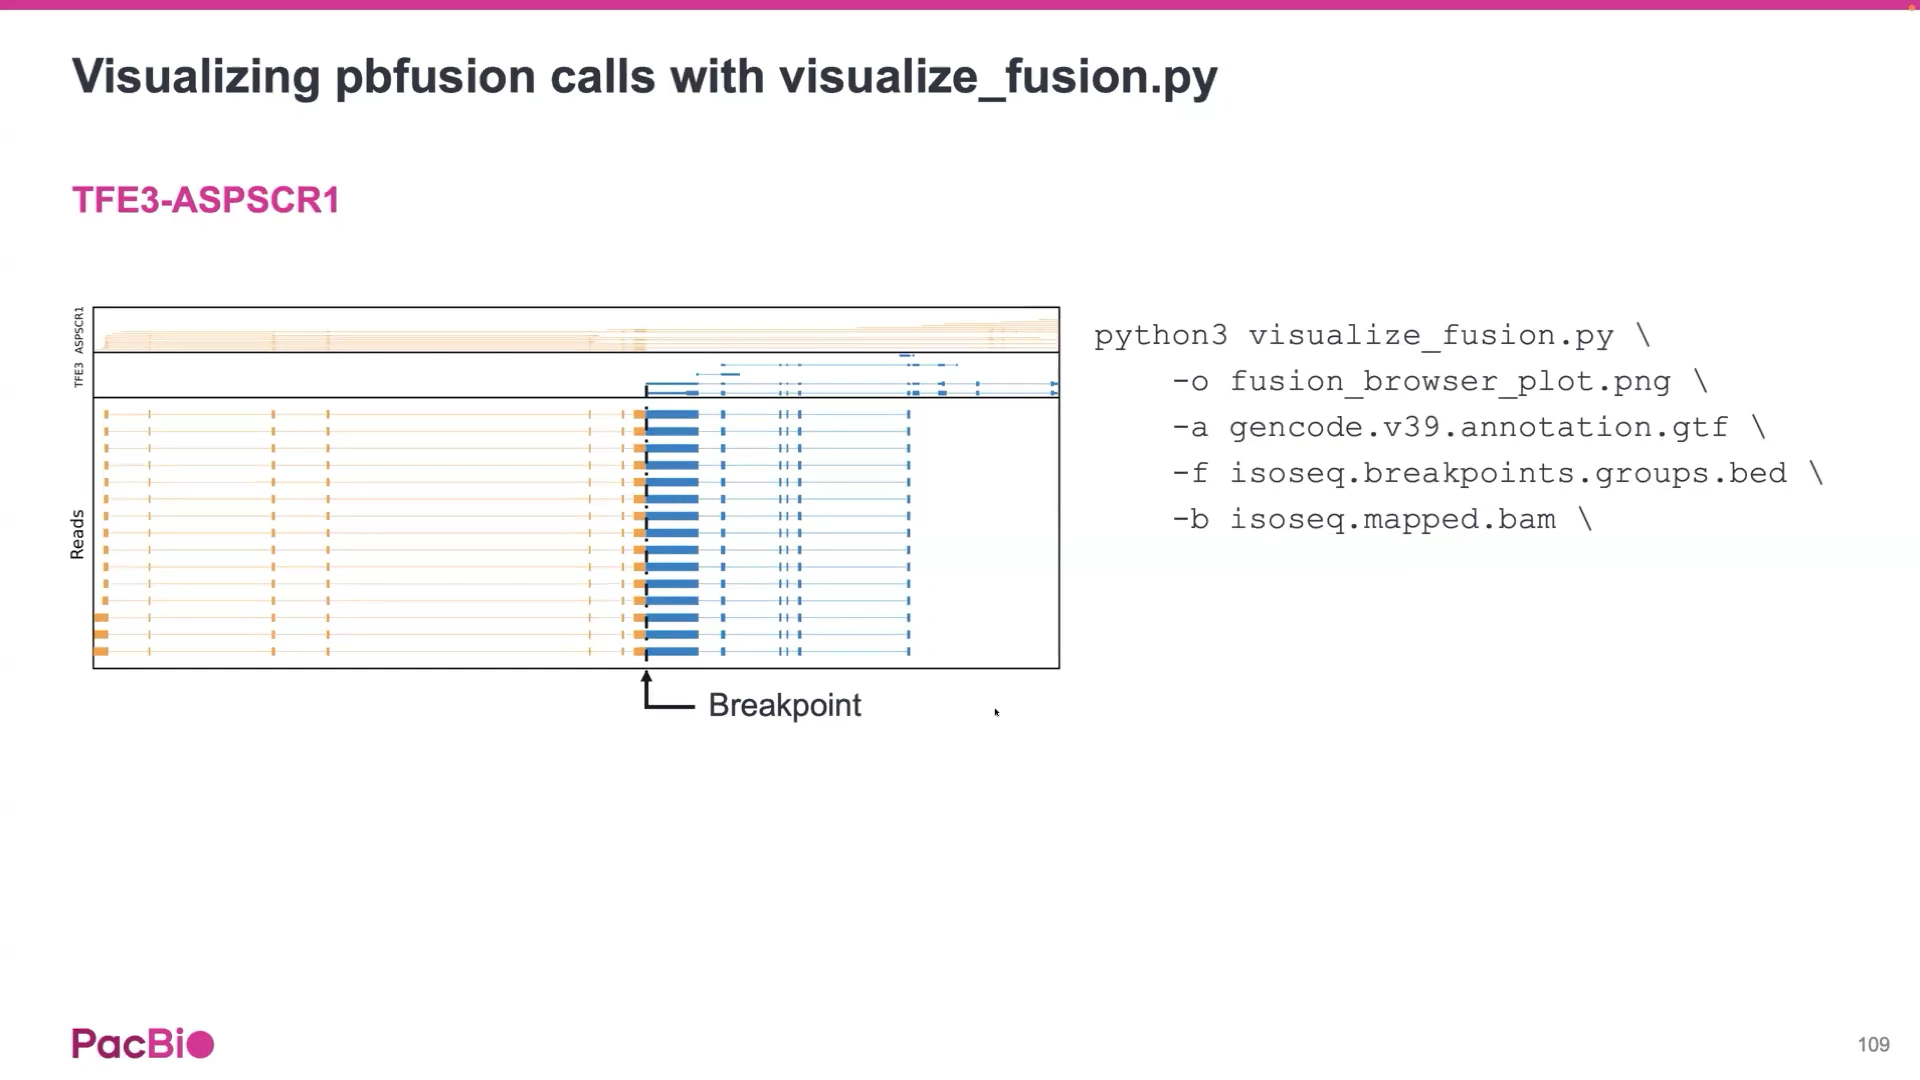 Visualizing pbfusion calls with visualize_fusion.py
TFE3-ASPSCR1
ASPSCR1
TFE3
Reads
Breakpoint
python3 visualize_fusion.py \
-o fusion_browser_plot.png \
-a gencode.v39.annotation.gtf \
-f isoseq.breakpoints.groups.bed \
-b isoseq.mapped.bam \
PacBio
109